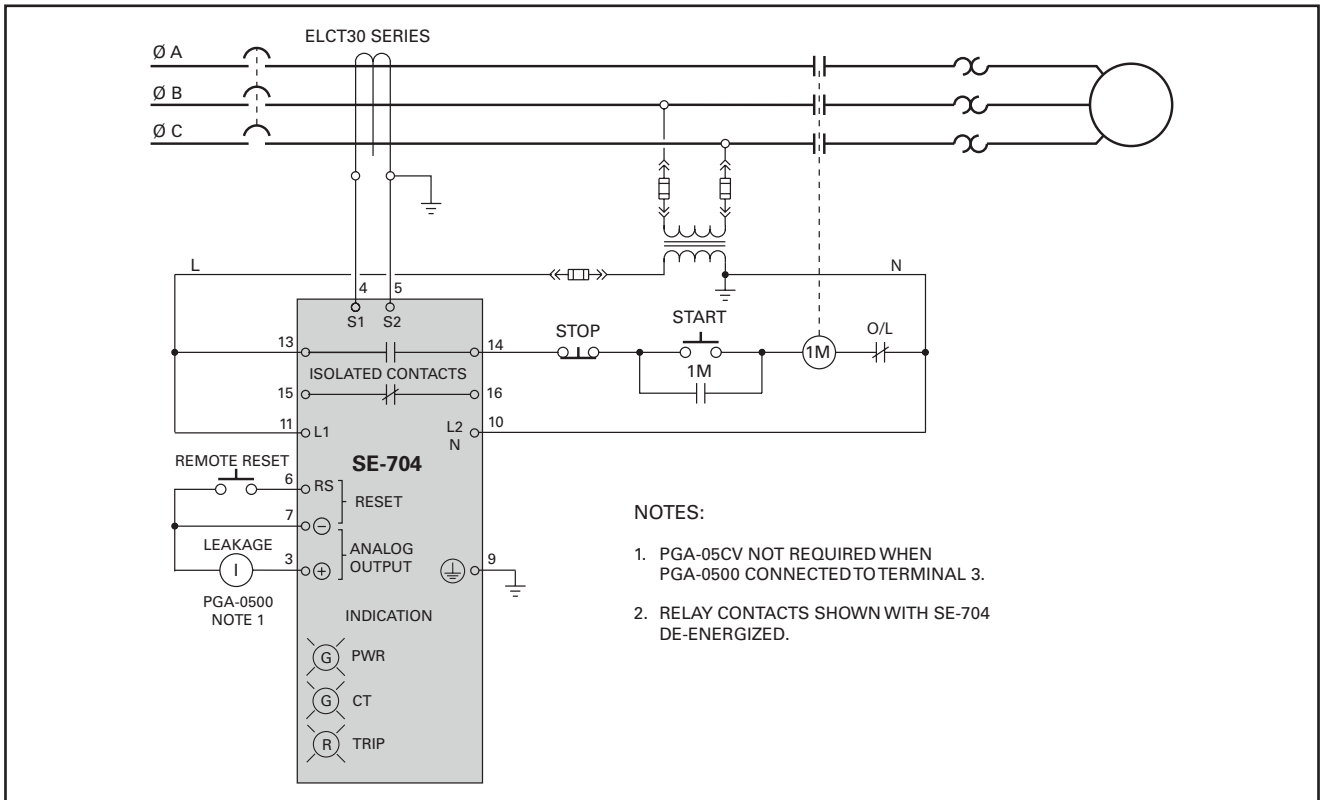 ELCT30 SERIES
Ø A
Ø B
Ø C
L
N
4 5
S1 S2
13
14
STOP
START
1M
1M
O/L
ISOLATED CONTACTS
15
16
11
L1
L2
N
10
SE-704
REMOTE RESET
6
RS
RESET
7
−
LEAKAGE
I
3
+
ANALOG
OUTPUT
9
PGA-0500
NOTE 1
INDICATION
G PWR
G CT
R TRIP
NOTES:
1. PGA-05CV NOT REQUIRED WHEN
PGA-0500 CONNECTED TO TERMINAL 3.
2. RELAY CONTACTS SHOWN WITH SE-704
DE-ENERGIZED.